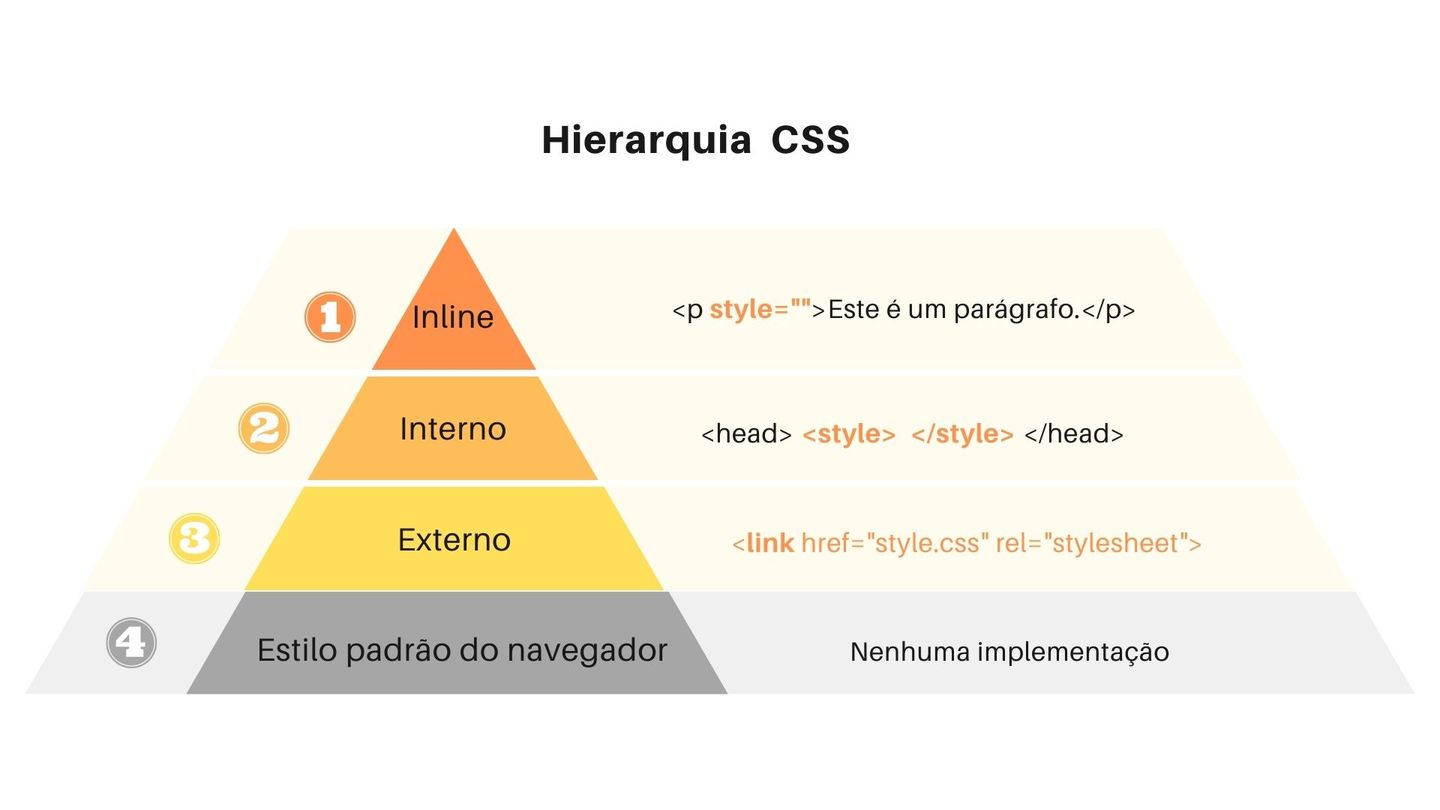 Hierarquia CSS
1 Inline <p style="">Este é um parágrafo.</p>
2 Interno <head> <style> </style> </head>
3 Externo <link href="style.css" rel="stylesheet">
4 Estilo padrão do navegador Nenhuma implementação